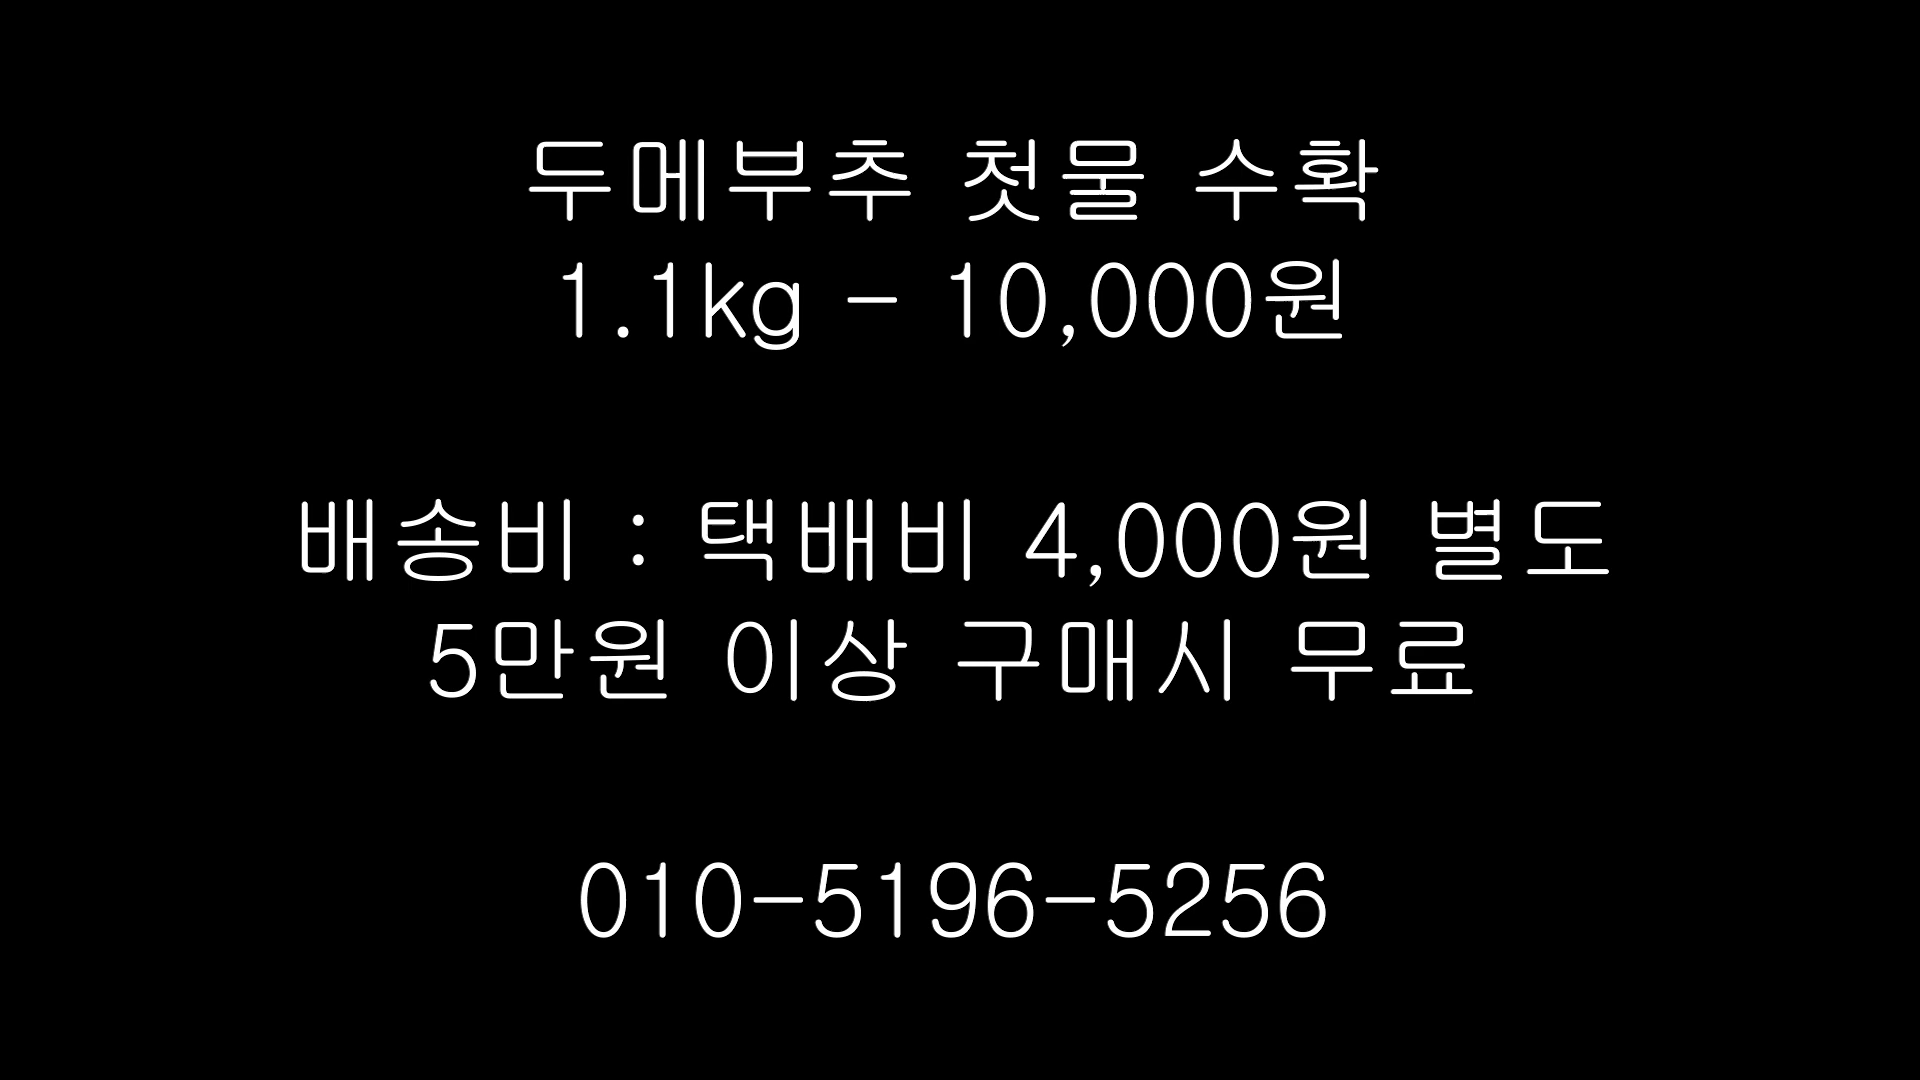 두메부추 첫물 수확
1.1kg - 10,000원
배송비 : 택배비 4,000원 별도
5만원 이상 구매시 무료
010-5196-5256